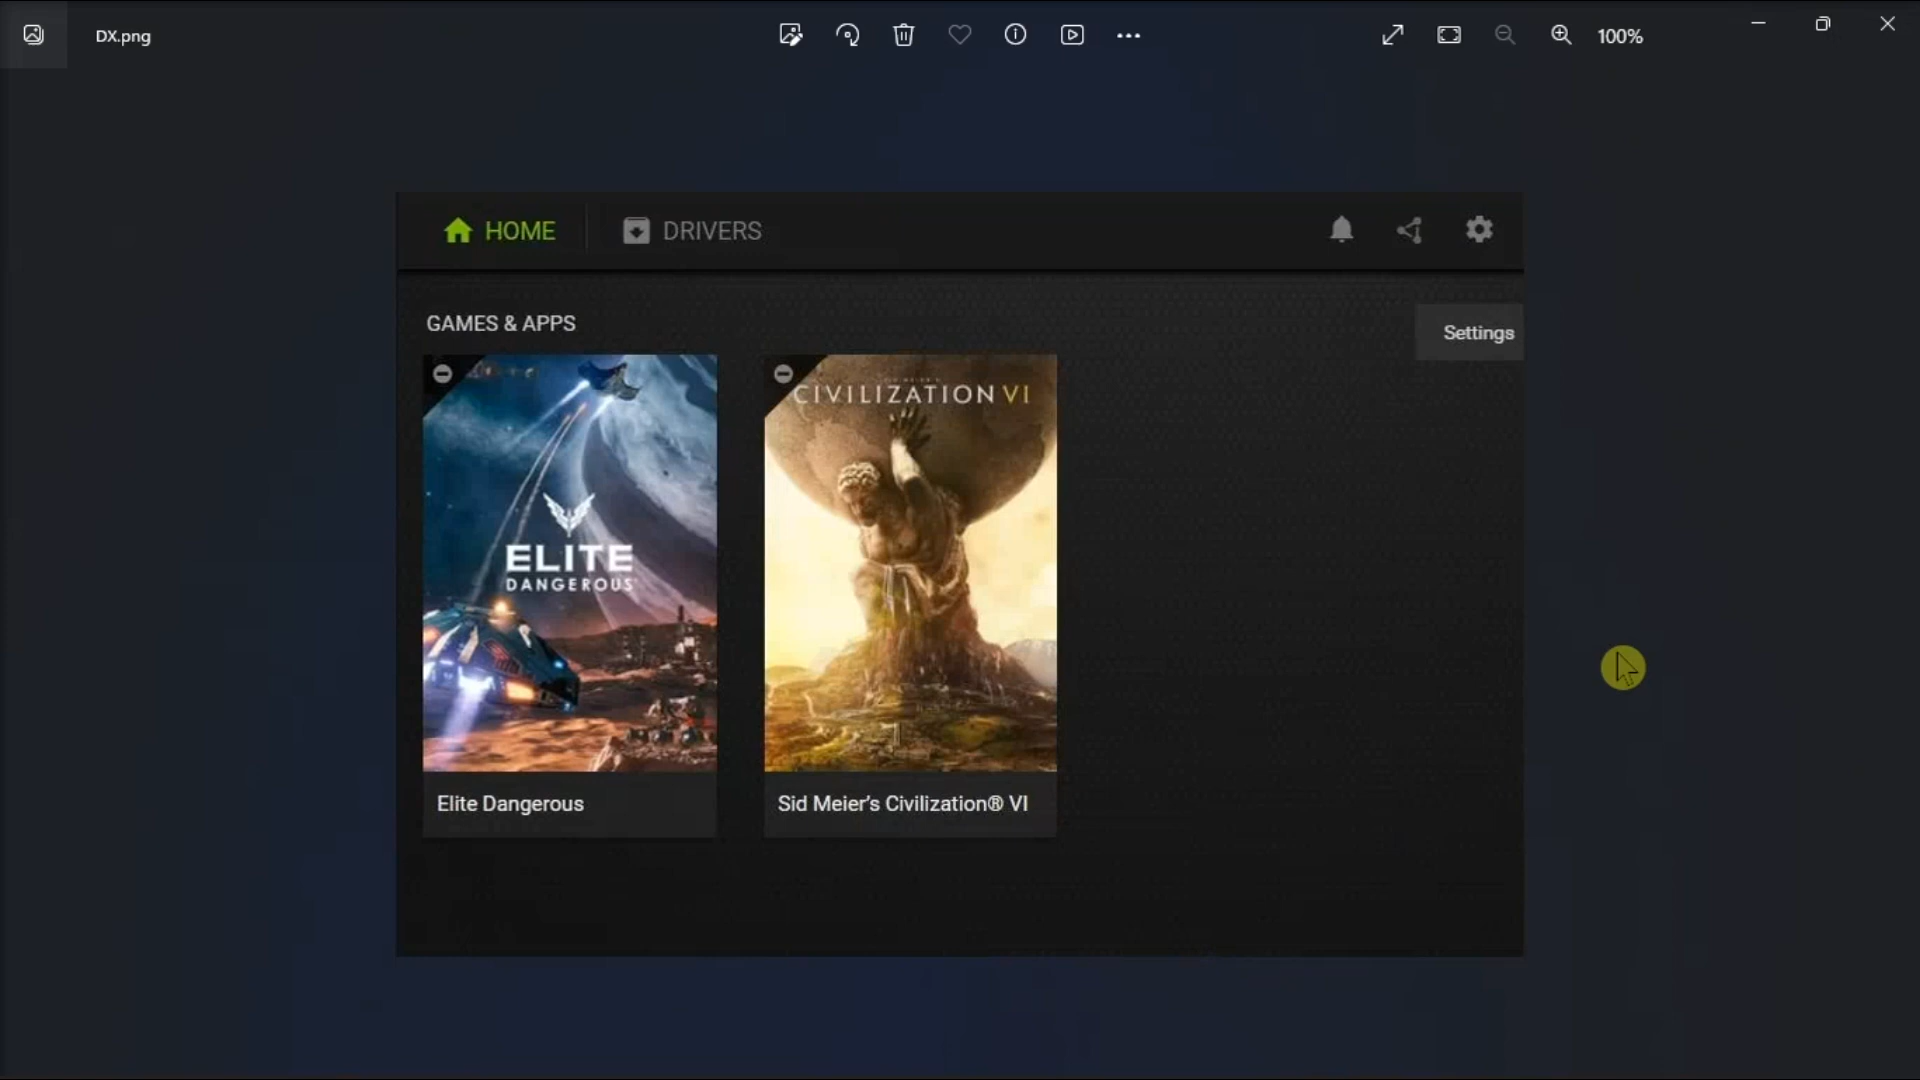 DX.png
100%
HOME
DRIVERS
GAMES & APPS
Settings
CIVILIZATION VI
ELITE
DANGEROUS
Elite Dangerous
Sid Meier's Civilization® VI